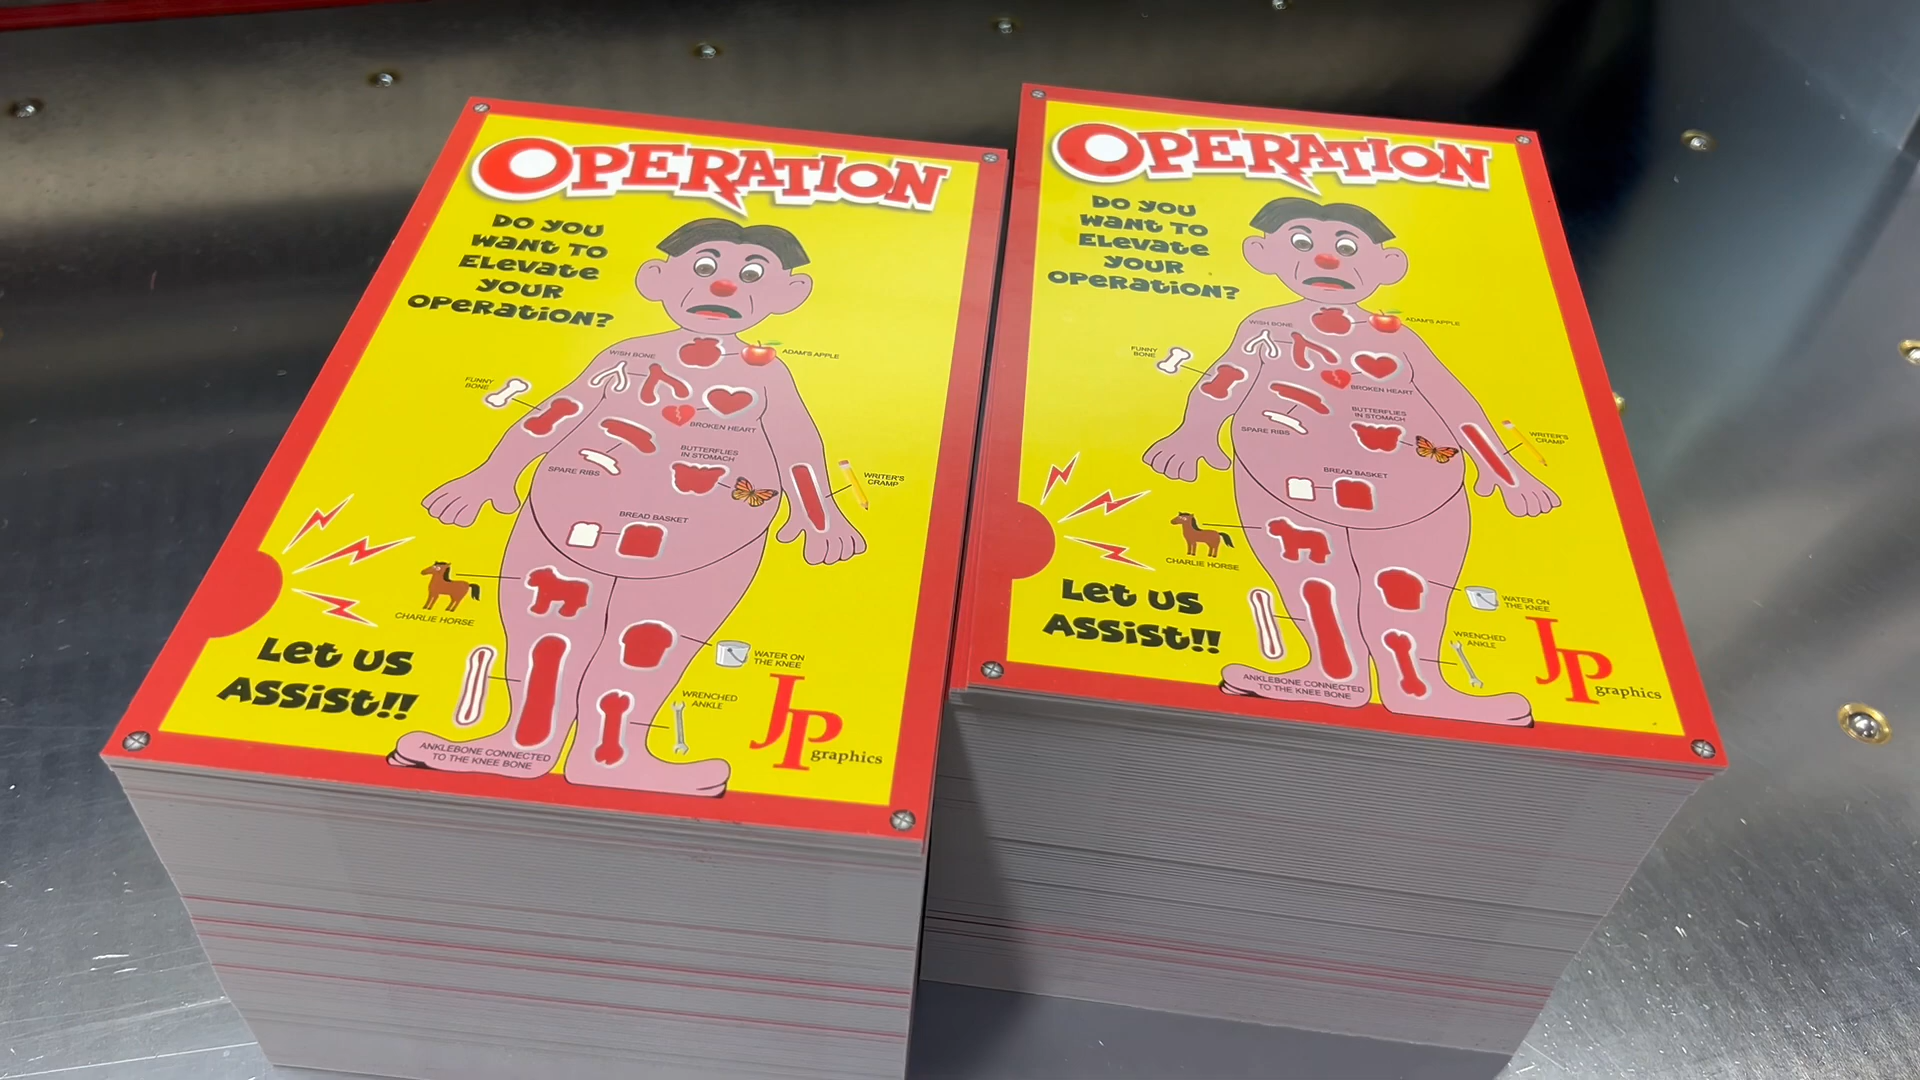 OPERATION
Do you
want to
Elevate
your
operation?
ADAM'S APPLE
WISH BONE
FUNNY
BONE
BROKEN HEART
BUTTERFLIES
IN STOMACH
SPARE RIBS
WRITER'S
CRAMP
BREAD BASKET
CHARLIE HORSE
Let us
Assist!!
WATER ON
THE KNEE
WRENCHED
ANKLE
ANKLEBONE CONNECTED
TO THE KNEE BONE
JP
graphics
OPERATION
Do you
want to
Elevate
your
operation?
ADAM'S APPLE
WISH BONE
FUNNY
BONE
BROKEN HEART
BUTTERFLIES
IN STOMACH
SPARE RIBS
WRITER'S
CRAMP
BREAD BASKET
CHARLIE HORSE
Let us
Assist!!
WATER ON
THE KNEE
WRENCHED
ANKLE
ANKLEBONE CONNECTED
TO THE KNEE BONE
JP
graphics